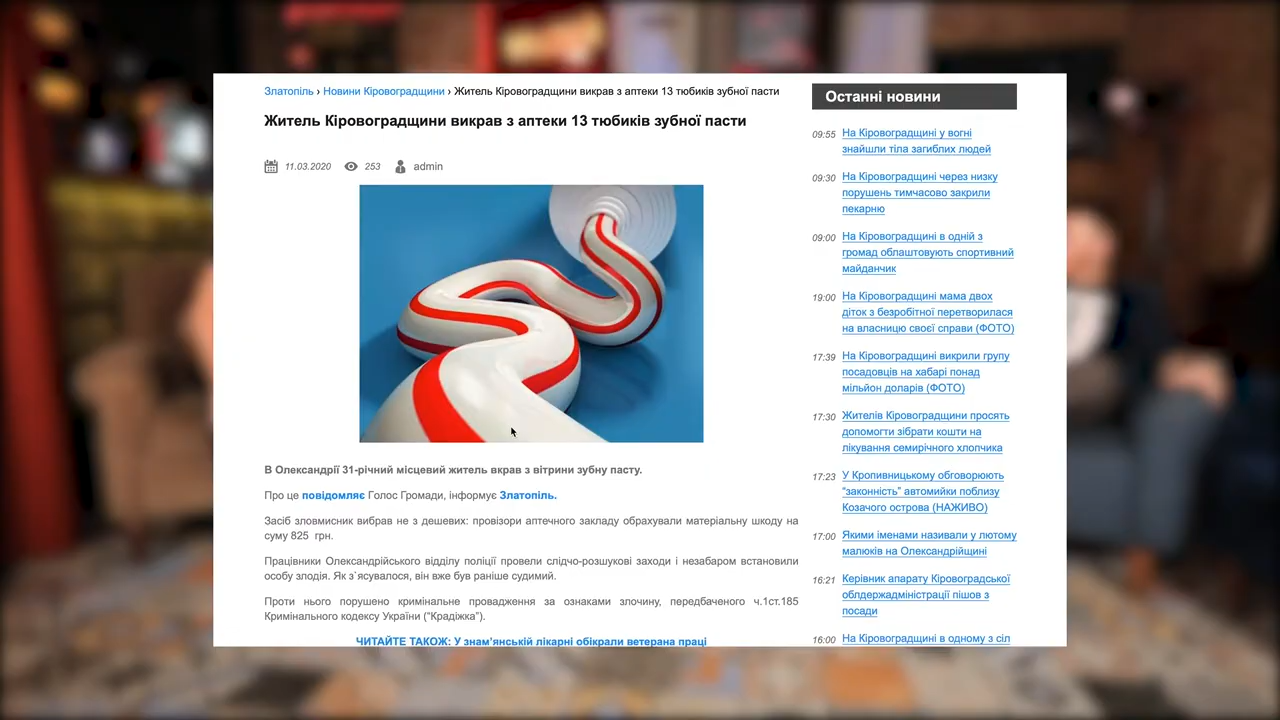 Златопіль › Новини Кіровоградщини › Житель Кіровоградщини викрав з аптеки 13 тюбиків зубної пасти
Житель Кіровоградщини викрав з аптеки 13 тюбиків зубної пасти
11.03.2020 253 admin
В Олександрії 31-річний місцевий житель вкрав з вітрини зубну пасту.
Про це повідомляє Голос Громади, інформує Златопіль.
Засіб зловмисник вибрав не з дешевих: провізори аптечного закладу обрахували матеріальну шкоду на
суму 825 грн.
Працівники Олександрійського відділу поліції провели слідчо-розшукові заходи і незабаром встановили
особу злодія. Як з`ясувалося, він вже був раніше судимий.
Проти нього порушено кримінальне провадження за ознаками злочину, передбаченого ч.1ст.185
Кримінального кодексу України (“Крадіжка”).
ЧИТАЙТЕ ТАКОЖ: У знам’янській лікарні обікрали ветерана праці
Останні новини
09:55 На Кіровоградщині у вогні
знайшли тіла загиблих людей
09:30 На Кіровоградщині через низку
порушень тимчасово закрили
пекарню
09:00 На Кіровоградщині в одній з
громад облаштовують спортивний
майданчик
19:00 На Кіровоградщині мама двох
діток з безробітної перетворилася
на власницю своєї справи (ФОТО)
17:39 На Кіровоградщині викрили групу
посадовців на хабарі понад
мільйон доларів (ФОТО)
17:30 Жителів Кіровоградщини просять
допомогти зібрати кошти на
лікування семирічного хлопчика
17:23 У Кропивницькому обговорюють
“законність” автомийки поблизу
Козачого острова (НАЖИВО)
17:00 Якими іменами називали у лютому
малюків на Олександрійщині
16:21 Керівник апарату Кіровоградської
облдержадміністрації пішов з
посади
16:00 На Кіровоградщині в одному з сіл